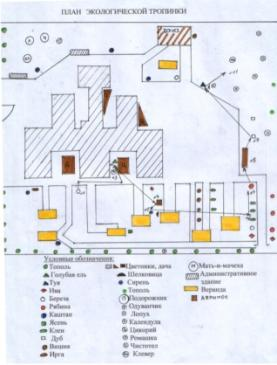 ПЛАН ЭКОЛОГИЧЕСКОЙ ТРОПИНКИ
Условные обозначения:
Тополь
Голубая ель
Туя
Ива
Береза
Рябина
Каштан
Ясень
Клен
Дуб
Вишня
Ирга
Цветники, дача
Шелковица
Сирень
Тополь
Подорожник
Одуванчик
Лопух
Календула
Цикорий
Ромашка
Чистотел
Клевер
Мать-и-мачеха
Административное
здание
Веранда